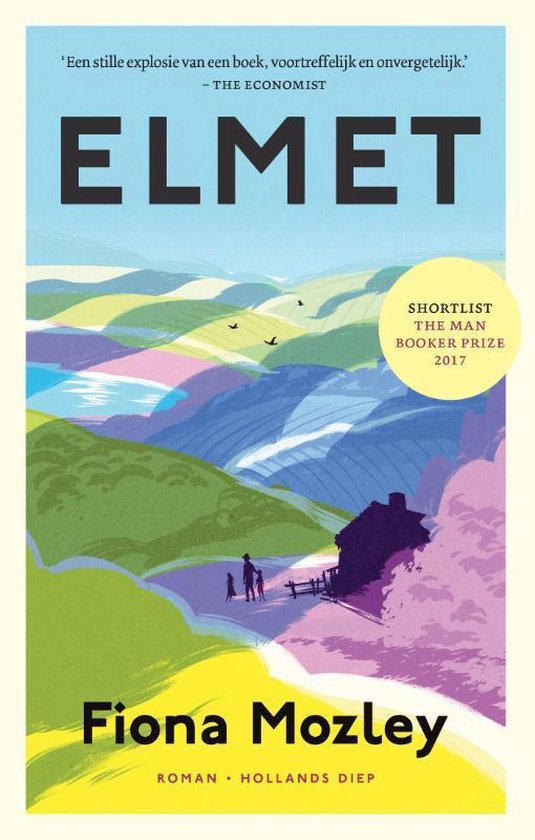 ‘Een stille explosie van een boek, voortreffelijk en onvergetelijk.’
– THE ECONOMIST
ELMET
SHORTLIST
THE MAN
BOOKER PRIZE
2017
Fiona Mozley
ROMAN • HOLLANDS DIEP